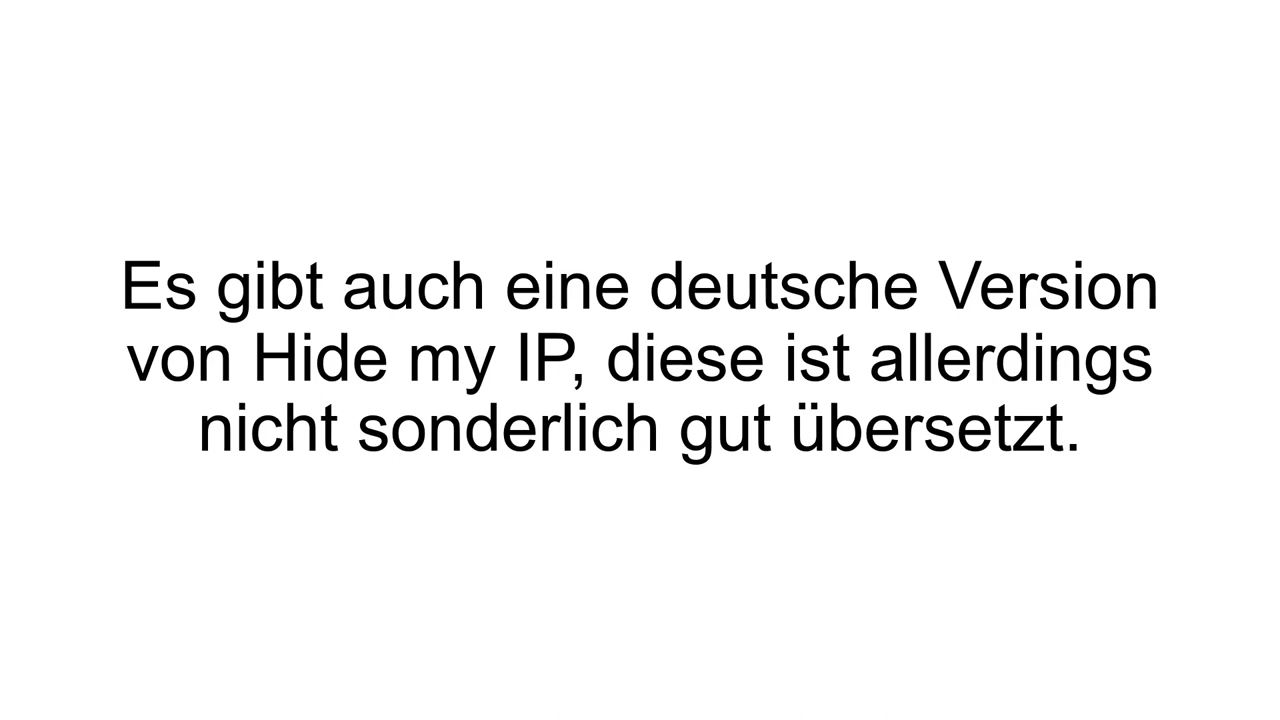 Es gibt auch eine deutsche Version
von Hide my IP, diese ist allerdings
nicht sonderlich gut übersetzt.